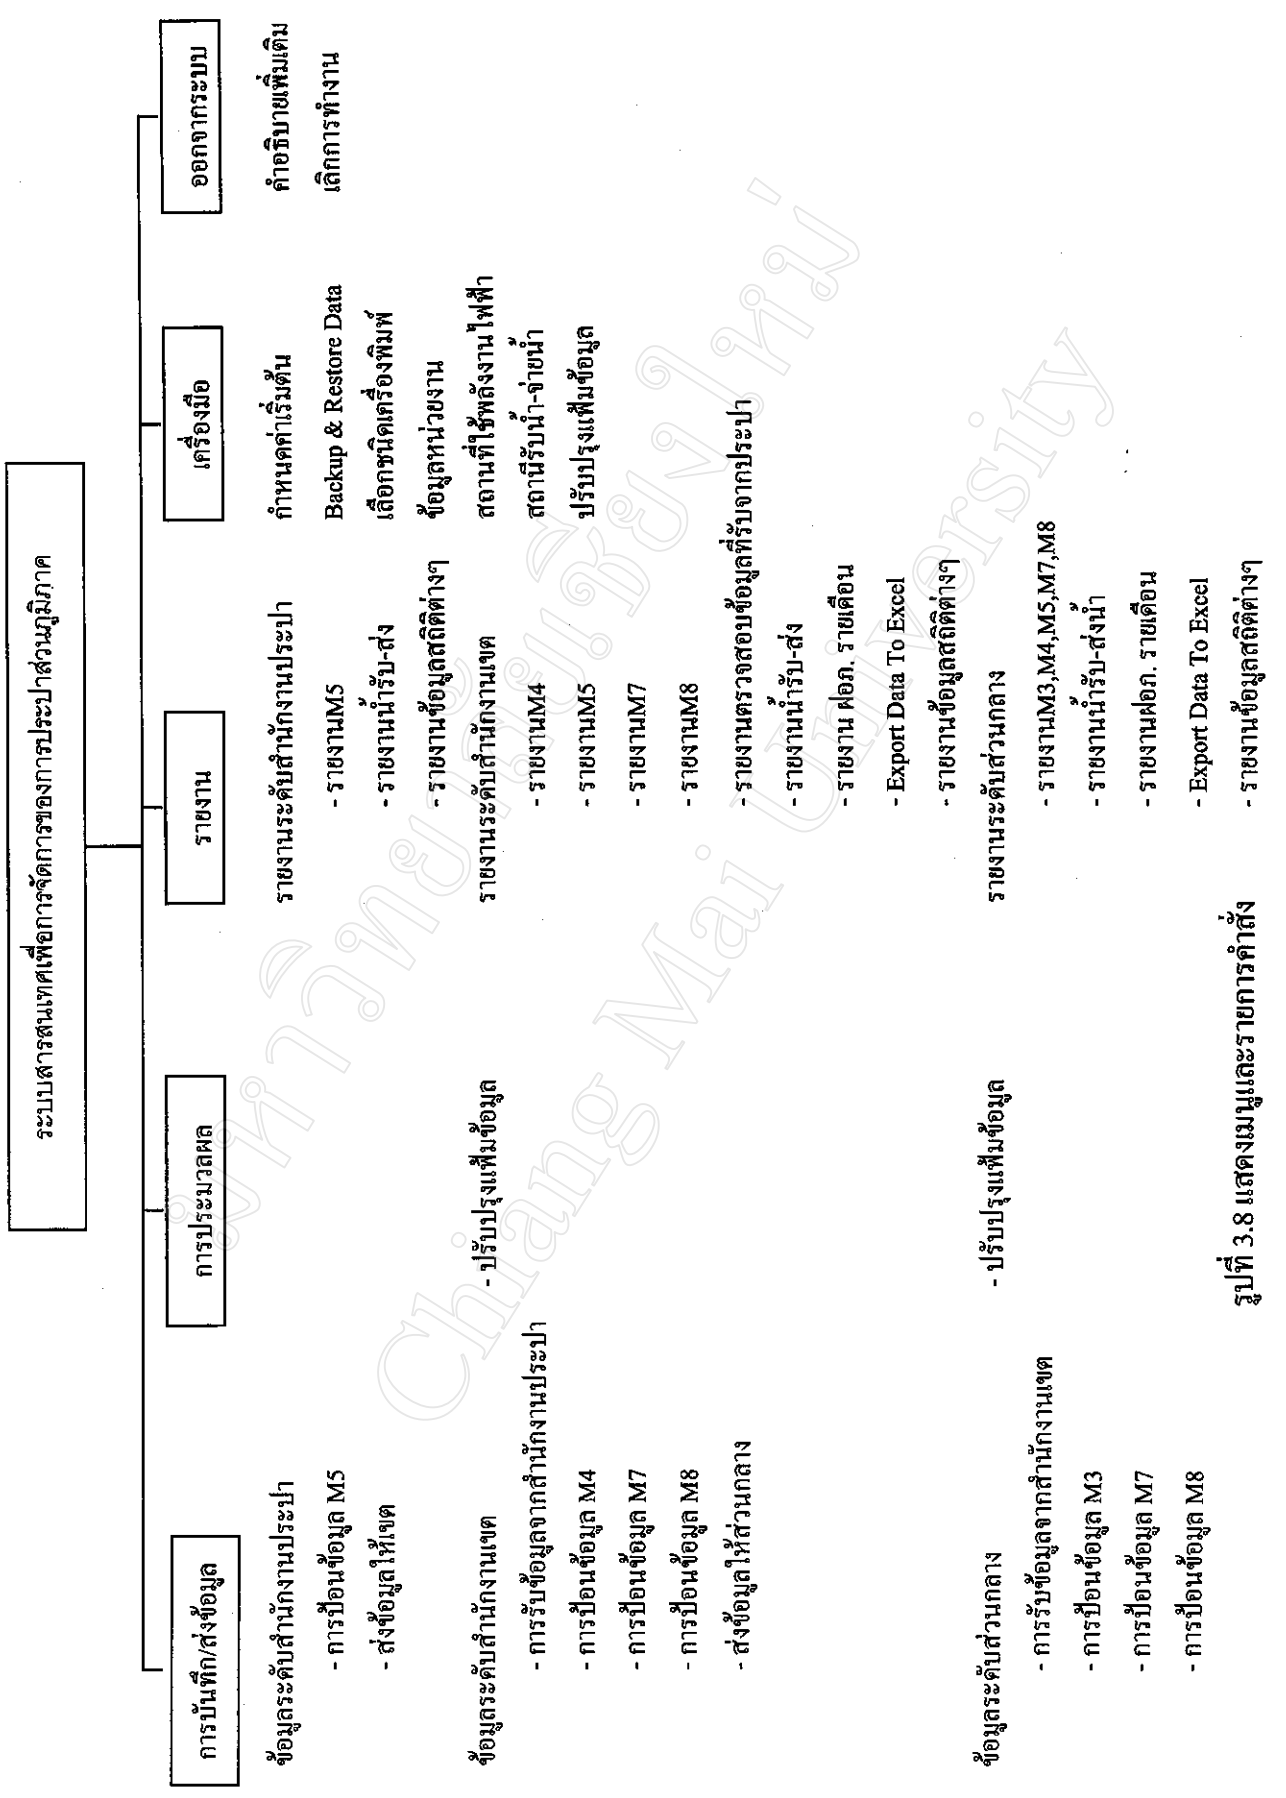 ระบบสารสนเทศเพื่อการจัดการของการประปาส่วนภูมิภาค
การบันทึก/ส่งข้อมูล
ข้อมูลระดับสำนักงานประปา
- การป้อนข้อมูล M5
- ส่งข้อมูลให้เขต
ข้อมูลระดับสำนักงานเขต
- การรับข้อมูลจากสำนักงานประปา
- การป้อนข้อมูล M4
- การป้อนข้อมูล M7
- การป้อนข้อมูล M8
- ส่งข้อมูลให้ส่วนกลาง
ข้อมูลระดับส่วนกลาง
- การรับข้อมูลจากสำนักงานเขต
- การป้อนข้อมูล M3
- การป้อนข้อมูล M7
- การป้อนข้อมูล M8
การประมวลผล
- ปรับปรุงแฟ้มข้อมูล
- ปรับปรุงแฟ้มข้อมูล
รายงาน
รายงานระดับสำนักงานประปา
- รายงานM5
- รายงานน้ำรับ-ส่ง
- รายงานข้อมูลสถิติต่างๆ
รายงานระดับสำนักงานเขต
- รายงานM4
- รายงานM5
- รายงานM7
- รายงานM8
- รายงานตรวจสอบข้อมูลที่รับจากประปา
- รายงานน้ำรับ-ส่ง
- รายงาน ฝอภ. รายเดือน
- Export Data To Excel
- รายงานข้อมูลสถิติต่างๆ
รายงานระดับส่วนกลาง
- รายงานM3,M4,M5,M7,M8
- รายงานน้ำรับ-ส่งน้ำ
- รายงานฝอภ. รายเดือน
- Export Data To Excel
- รายงานข้อมูลสถิติต่างๆ
เครื่องมือ
กำหนดค่าเริ่มต้น
Backup & Restore Data
เลือกชนิดเครื่องพิมพ์
ข้อมูลหน่วยงาน
สถานที่ใช้พลังงานไฟฟ้า
สถานีรับน้ำ-จ่ายน้ำ
ปรับปรุงแฟ้มข้อมูล
ออกจากระบบ
คำอธิบายเพิ่มเติม
เลิกการทำงาน
รูปที่ 3.8 แสดงเมนูและรายการคำสั่ง
มหาวิทยาลัยเชียงใหม่
Chiang Mai University